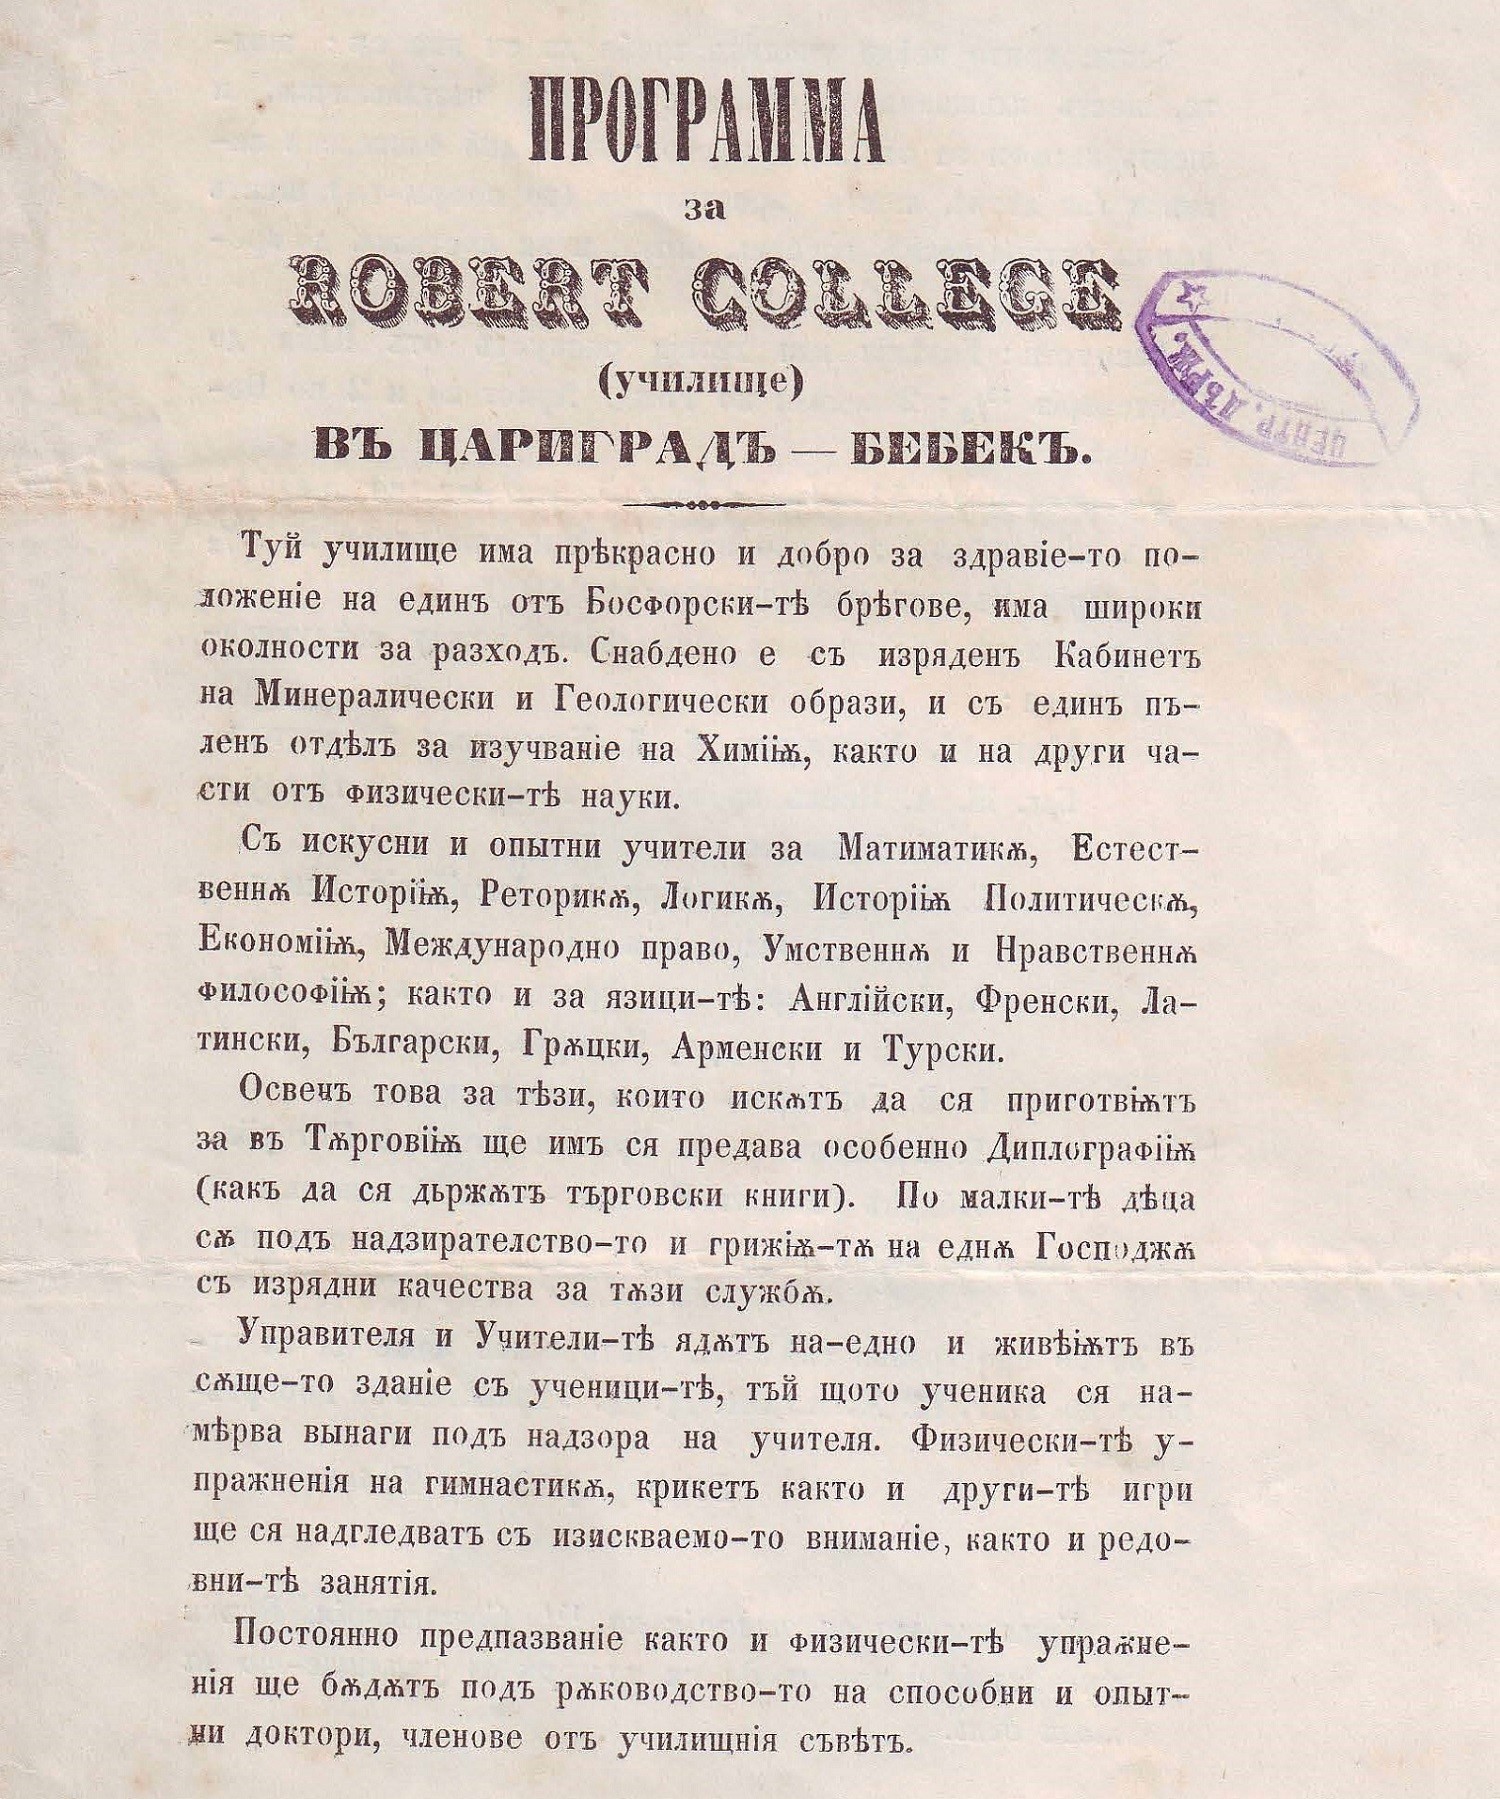 ПРОГРАММА
за
ROBERT COLLEGE
(училище)
ВЪ ЦАРИГРАДЪ — БЕБЕКЪ.
ЦЕНТР. ДЪРЖ.
Туй училище има прѣкрасно и добро за здравіе-то по-
ложеніе на единъ отъ Босфорски-тѣ брѣгове, има широки
околности за разходъ. Снабдено е съ изряденъ Кабинетъ
на Минералически и Геологически образи, и съ единъ пъ-
ленъ отдѣлъ за изучваніе на Химіѭ, както и на други ча-
сти отъ физически-тѣ науки.
Съ искусни и опытни учители за Матиматикѫ, Естест-
веннѫ Исторіѭ, Реторикѫ, Логикѫ, Исторіѭ Политическѫ,
Економіѭ, Международно право, Умственнѫ и Нравственнѫ
философіѭ; както и за язици-тѣ: Англійски, Френски, Ла-
тински, Български, Грѫцки, Арменски и Турски.
Освенъ това за тѣзи, които искѫтъ да ся приготвѭтъ
за въ Тѫрговіѭ ще имъ ся предава особенно Диплографіѭ
(какъ да ся дьржѫтъ търговски книги). По малки-тѣ дѣца
сѫ подъ надзирателство-то и грижіѭ-тѫ на еднѫ Господжѫ
съ изрядни качества за тѫзи службѫ.
Управителя и Учители-тѣ ядѫтъ на-едно и живѣѭтъ въ
сѫще-то зданіе съ ученици-тѣ, тъй щото ученика ся на-
мѣрва вынаги подъ надзора на учителя. Физически-тѣ у-
пражненія на гимнастикѫ, крикетъ както и други-тѣ игри
ще ся надгледватъ съ изискваемо-то вниманіе, както и редо-
вни-тѣ занятія.
Постоянно предпазваніе както и физически-тѣ упражне-
нія ще бѫдѫтъ подъ рѫководство-то на способни и опыт-
ни доктори, членове отъ училищнія съвѣтъ.